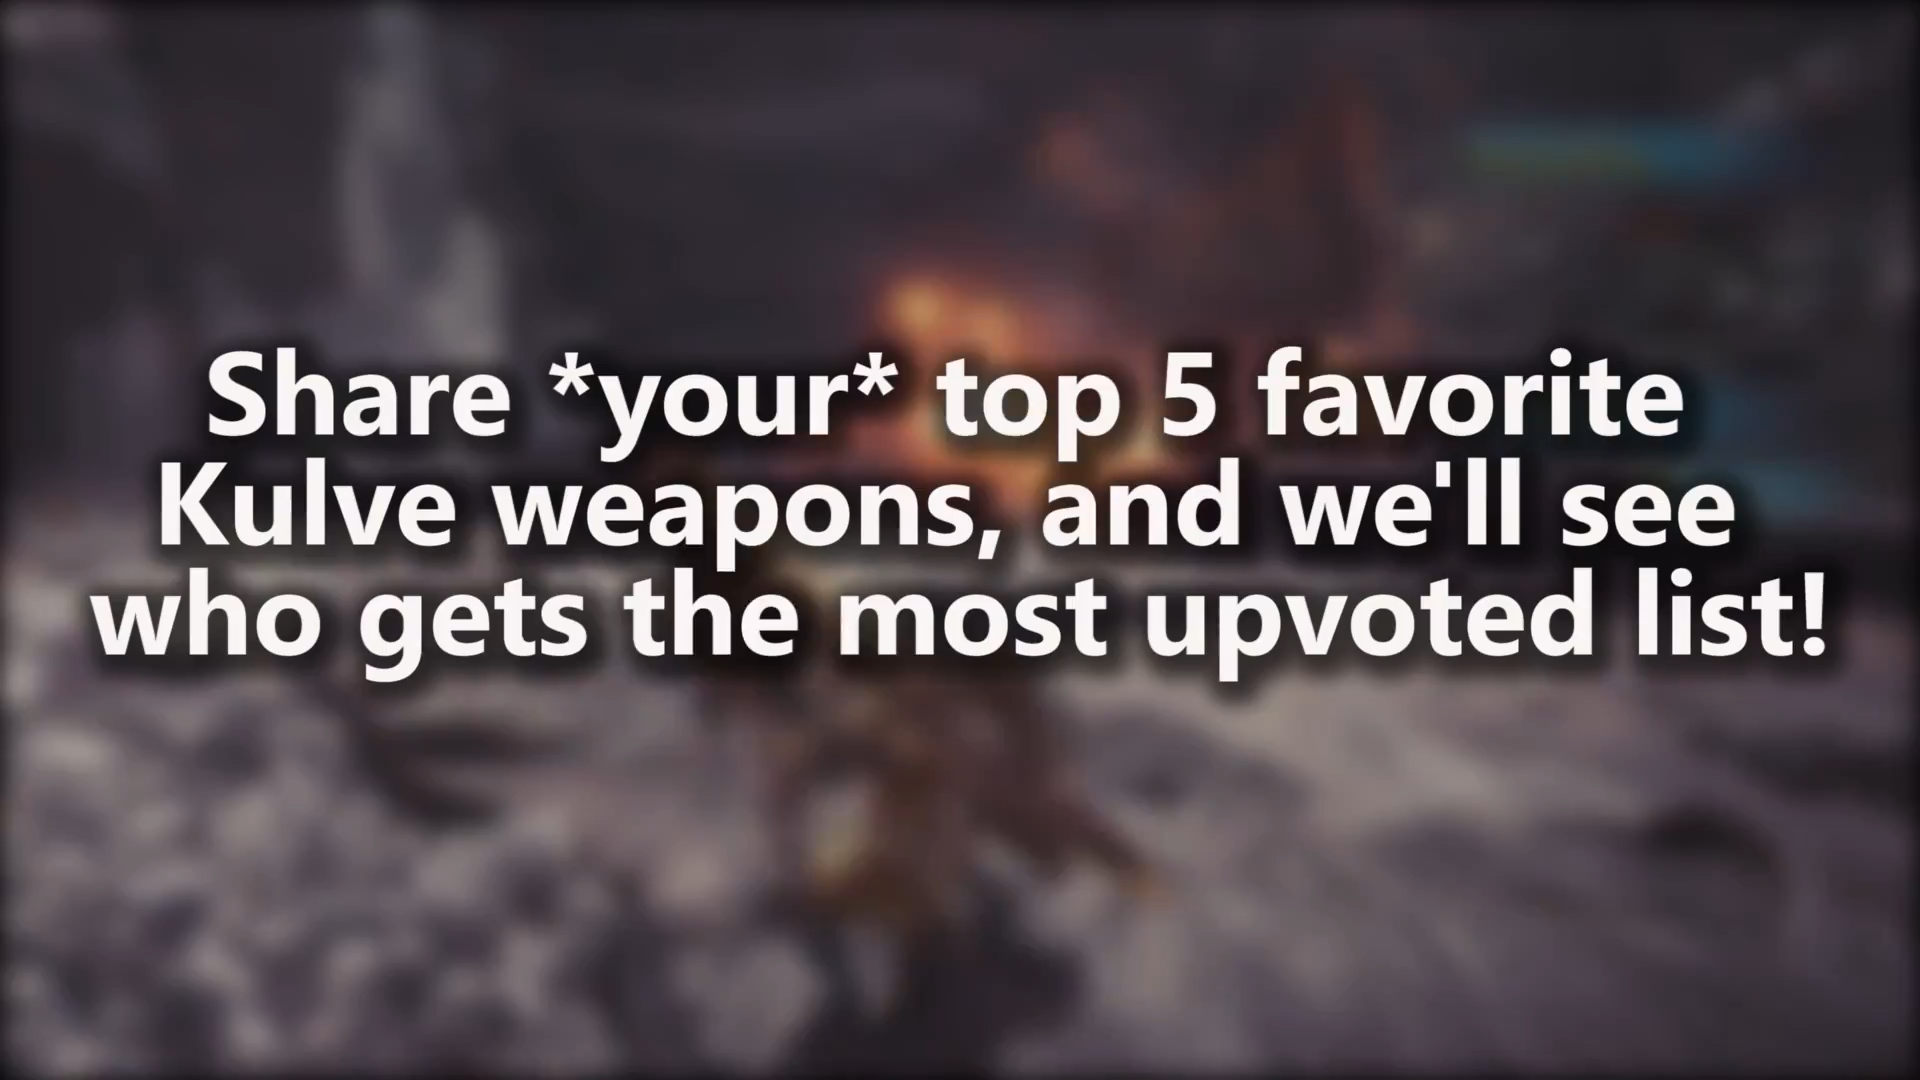 Share *your* top 5 favorite
Kulve weapons, and we'll see
who gets the most upvoted list!